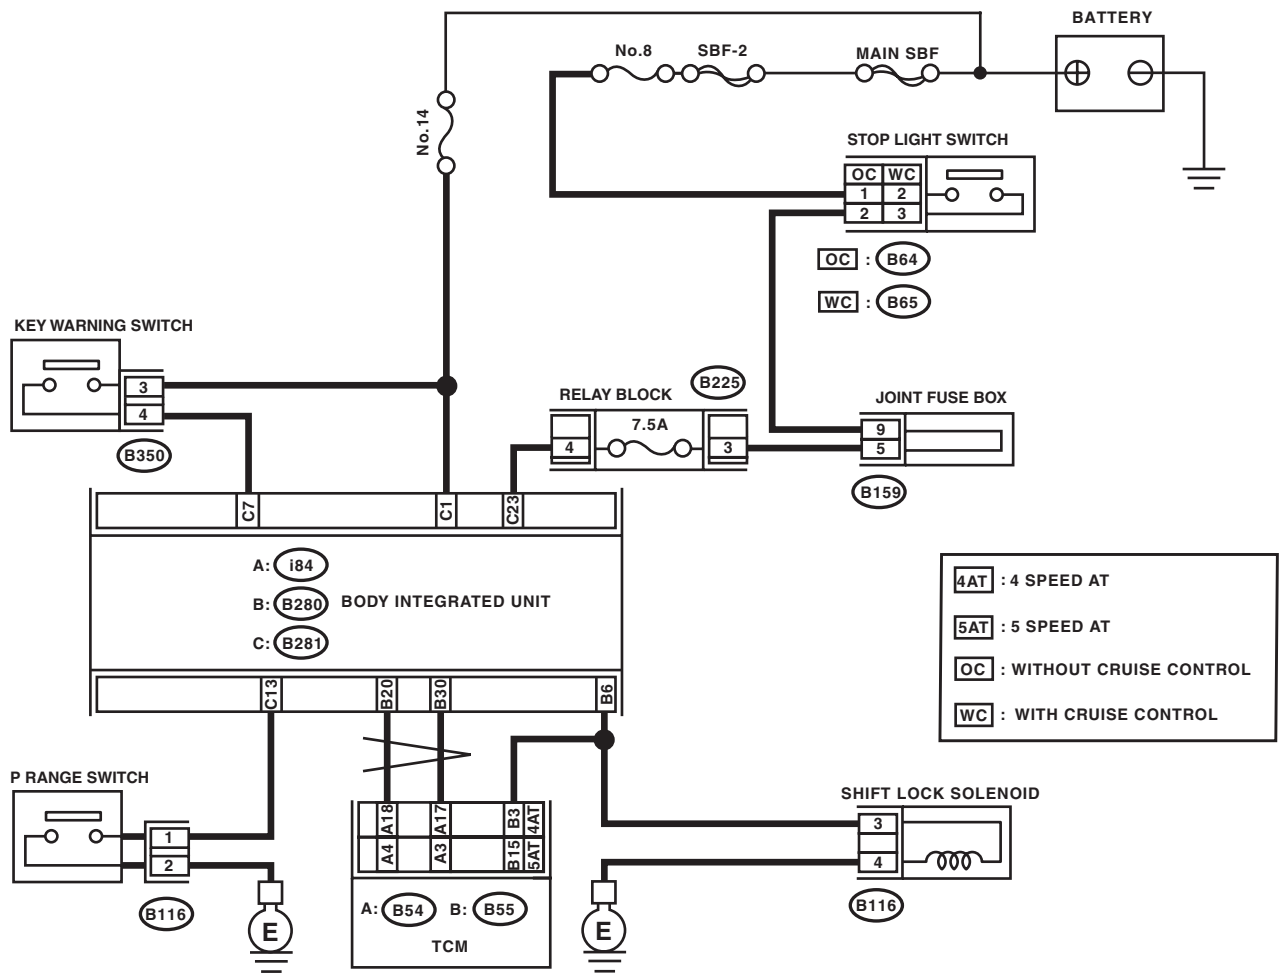 BATTERY
No.8 SBF-2 MAIN SBF
No.14
STOP LIGHT SWITCH
OC WC
1 2
2 3
OC : B64
WC : B65
KEY WARNING SWITCH
3
4
B350
RELAY BLOCK
B225
7.5A
4 3
JOINT FUSE BOX
9
5
B159
C7 C1 C23
A: i84
B: B280
C: B281
BODY INTEGRATED UNIT
C13 B20 B30 B6
4AT : 4 SPEED AT
5AT : 5 SPEED AT
OC : WITHOUT CRUISE CONTROL
WC : WITH CRUISE CONTROL
P RANGE SWITCH
1
2
B116
E
A18 A17 B3 4AT
A4 A3 B15 5AT
A: B54 B: B55
TCM
E
SHIFT LOCK SOLENOID
3
4
B116